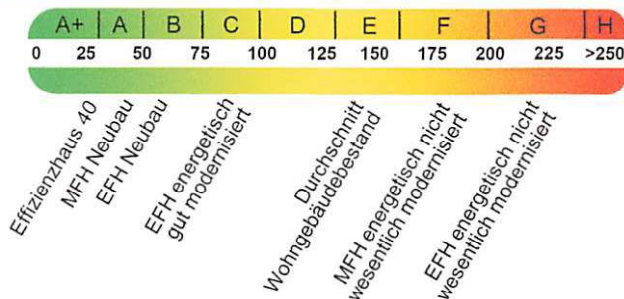 A+ A B C D E F G H
0 25 50 75 100 125 150 175 200 225 >250
Effizienzhaus 40
MFH Neubau
EFH Neubau
EFH energetisch
gut modernisiert
Durchschnitt
Wohngebäudebestand
MFH energetisch nicht
wesentlich modernisiert
EFH energetisch nicht
wesentlich modernisiert